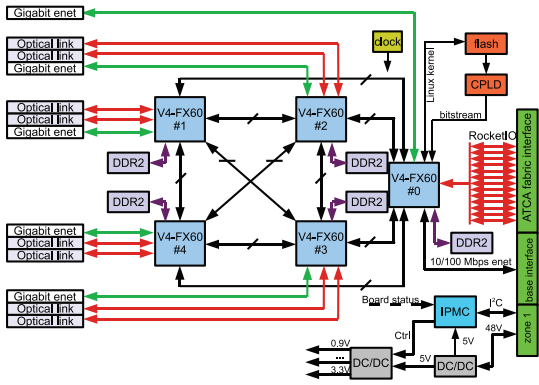 Gigabit enet
Optical link
Optical link
Gigabit enet
clock
flash
Linux kernel
CPLD
bitstream
Optical link
Optical link
Gigabit enet
V4-FX60
#1
V4-FX60
#2
RocketIO
ATCA fabric interface
DDR2
DDR2
V4-FX60
#0
DDR2
DDR2
Gigabit enet
Optical link
Optical link
V4-FX60
#4
V4-FX60
#3
DDR2
10/100 Mbps enet
base interface
Gigabit enet
Optical link
Optical link
Board status
IPMC
I²C
zone 1
Ctrl
48V
0.9V
...
3.3V
DC/DC
5V
5V
DC/DC